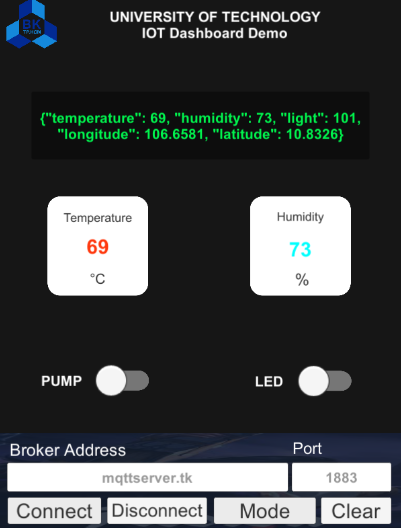 BK
TP.HCM
UNIVERSITY OF TECHNOLOGY
IOT Dashboard Demo
{"temperature": 69, "humidity": 73, "light": 101,
"longitude": 106.6581, "latitude": 10.8326}
Temperature
69
°C
Humidity
73
%
PUMP
LED
Broker Address
Port
mqttserver.tk
1883
Connect
Disconnect
Mode
Clear